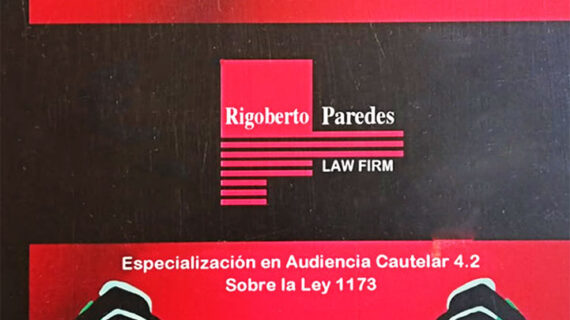 Rigoberto Paredes
LAW FIRM
Especialización en Audiencia Cautelar 4.2
Sobre la Ley 1173